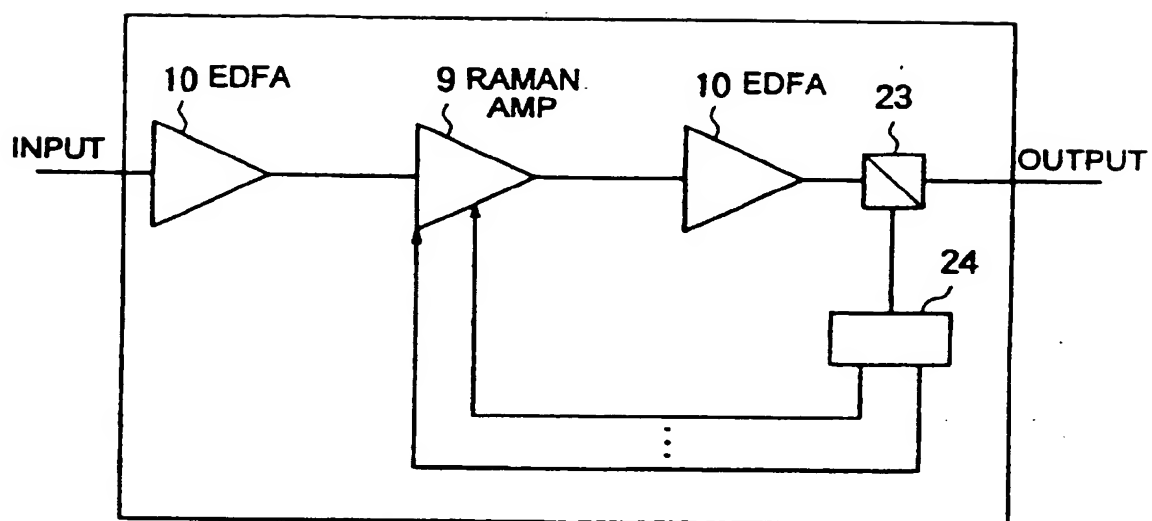 10 EDFA
9 RAMAN
AMP
10 EDFA
23
INPUT
OUTPUT
24